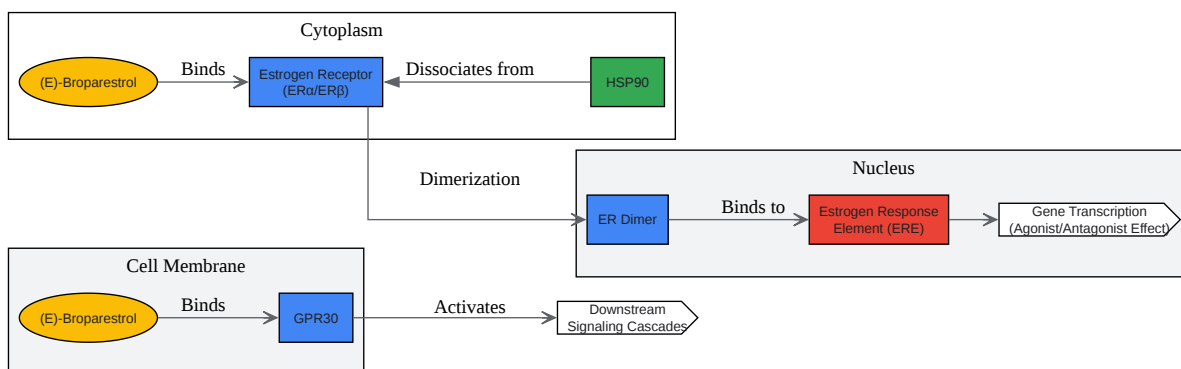 Cytoplasm
(E)-Broparestrol
Binds
Estrogen Receptor
(ERα/ERβ)
Dissociates from
HSP90
Dimerization
Nucleus
ER Dimer
Binds to
Estrogen Response
Element (ERE)
Gene Transcription
(Agonist/Antagonist Effect)
Cell Membrane
(E)-Broparestrol
Binds
GPR30
Activates
Downstream
Signaling Cascades